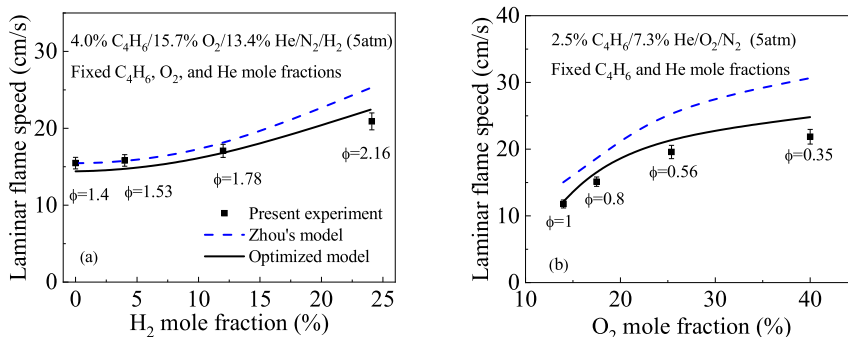 4.0% C₄H₆/15.7% O₂/13.4% He/N₂/H₂ (5atm)
Fixed C₄H₆, O₂, and He mole fractions
ϕ=1.4
ϕ=1.53
ϕ=1.78
ϕ=2.16
Present experiment
Zhou's model
Optimized model
(a)
Laminar flame speed (cm/s)
30
20
10
0
0
5
10
15
20
25
H₂ mole fraction (%)
2.5% C₄H₆/7.3% He/O₂/N₂ (5atm)
Fixed C₄H₆ and He mole fractions
ϕ=1
ϕ=0.8
ϕ=0.56
ϕ=0.35
(b)
Laminar flame speed (cm/s)
40
30
20
10
0
10
20
30
40
O₂ mole fraction (%)